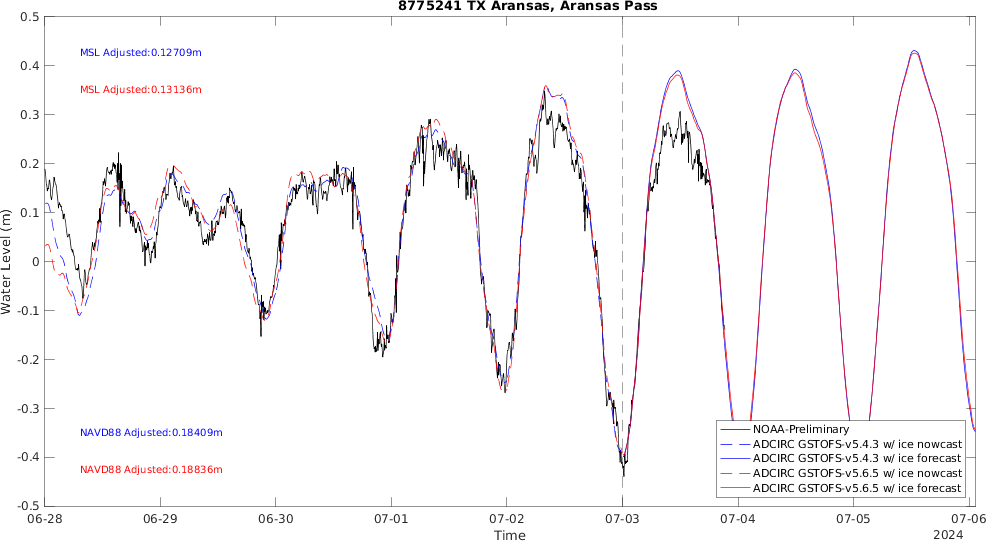 8775241 TX Aransas, Aransas Pass
0.5
0.4
0.3
0.2
0.1
0
-0.1
-0.2
-0.3
-0.4
-0.5
Water Level (m)
MSL Adjusted:0.12709m
MSL Adjusted:0.13136m
NAVD88 Adjusted:0.18409m
NAVD88 Adjusted:0.18836m
NOAA-Preliminary
ADCIRC GSTOFS-v5.4.3 w/ ice nowcast
ADCIRC GSTOFS-v5.4.3 w/ ice forecast
ADCIRC GSTOFS-v5.6.5 w/ ice nowcast
ADCIRC GSTOFS-v5.6.5 w/ ice forecast
06-28 06-29 06-30 07-01 07-02 07-03 07-04 07-05 07-06
Time
2024